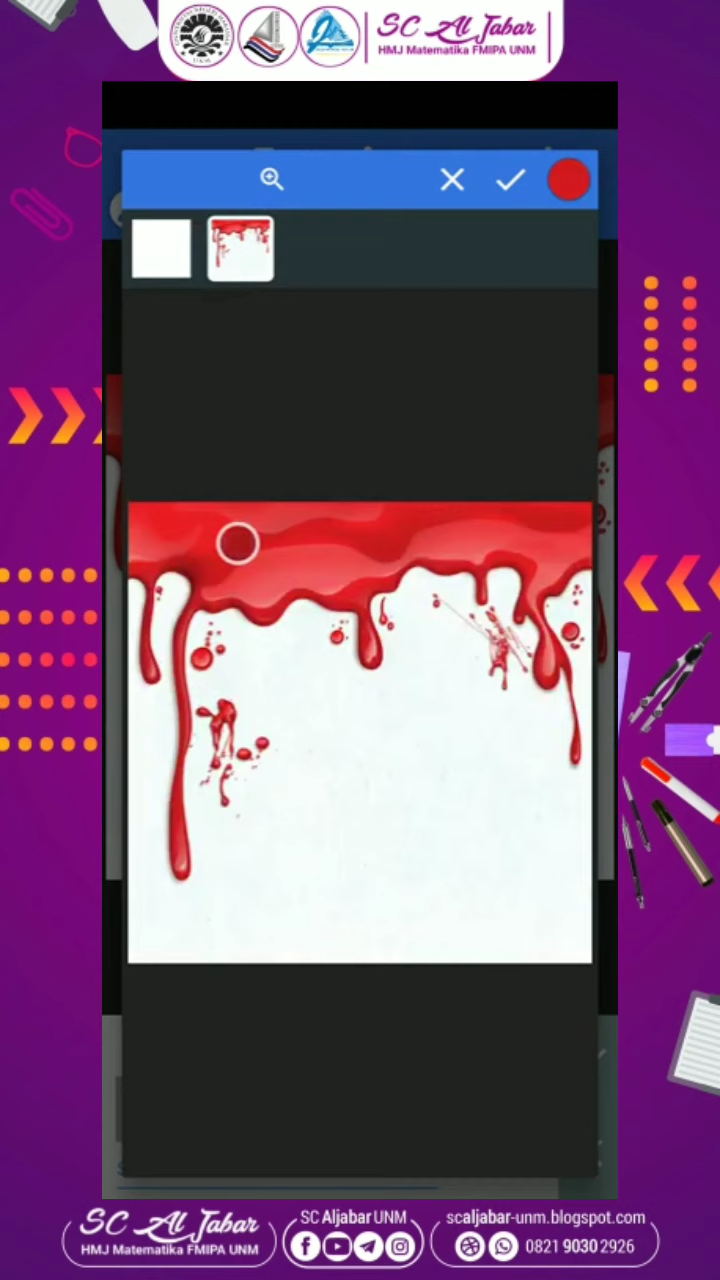 SC Al Jabar
HMJ Matematika FMIPA UNM
SC Al Jabar
HMJ Matematika FMIPA UNM
SC Aljabar UNM
scaljabar-unm.blogspot.com
0821 9030 2926